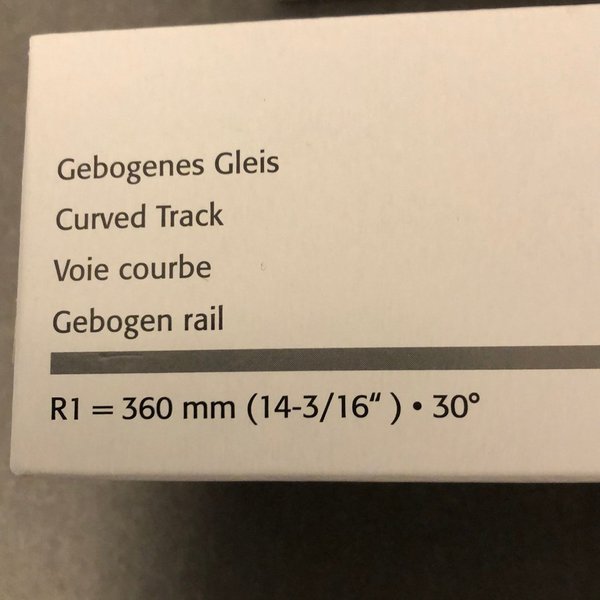 Gebogenes Gleis
Curved Track
Voie courbe
Gebogen rail
R1 = 360 mm (14-3/16“ ) • 30°